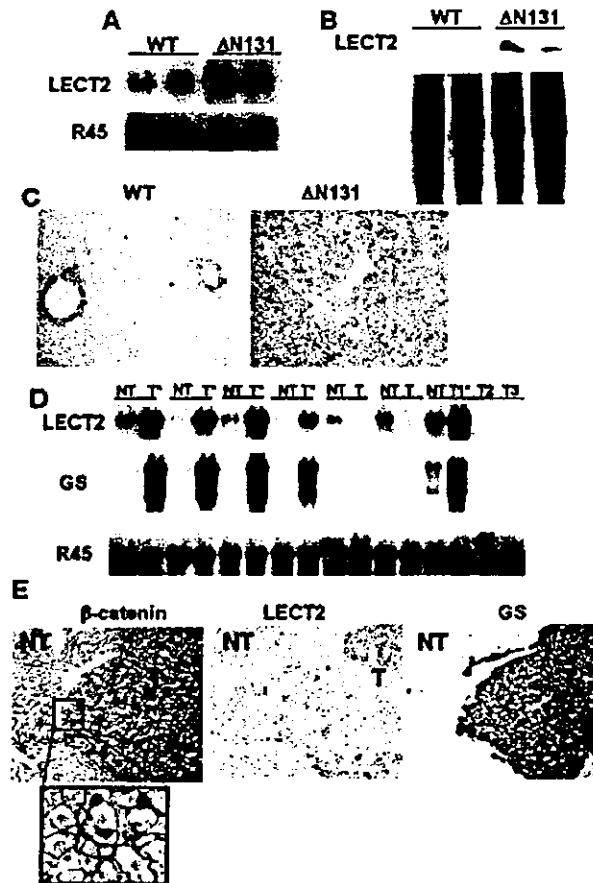 A
WT ΔN131
LECT2
R45
B
WT ΔN131
LECT2
C
WT ΔN131
D
NT T* NT T* NT T* NT T* NT T NT T NT T1* T2 T3
LECT2
GS
R45
E
β-catenin LECT2 GS
NT NT T NT